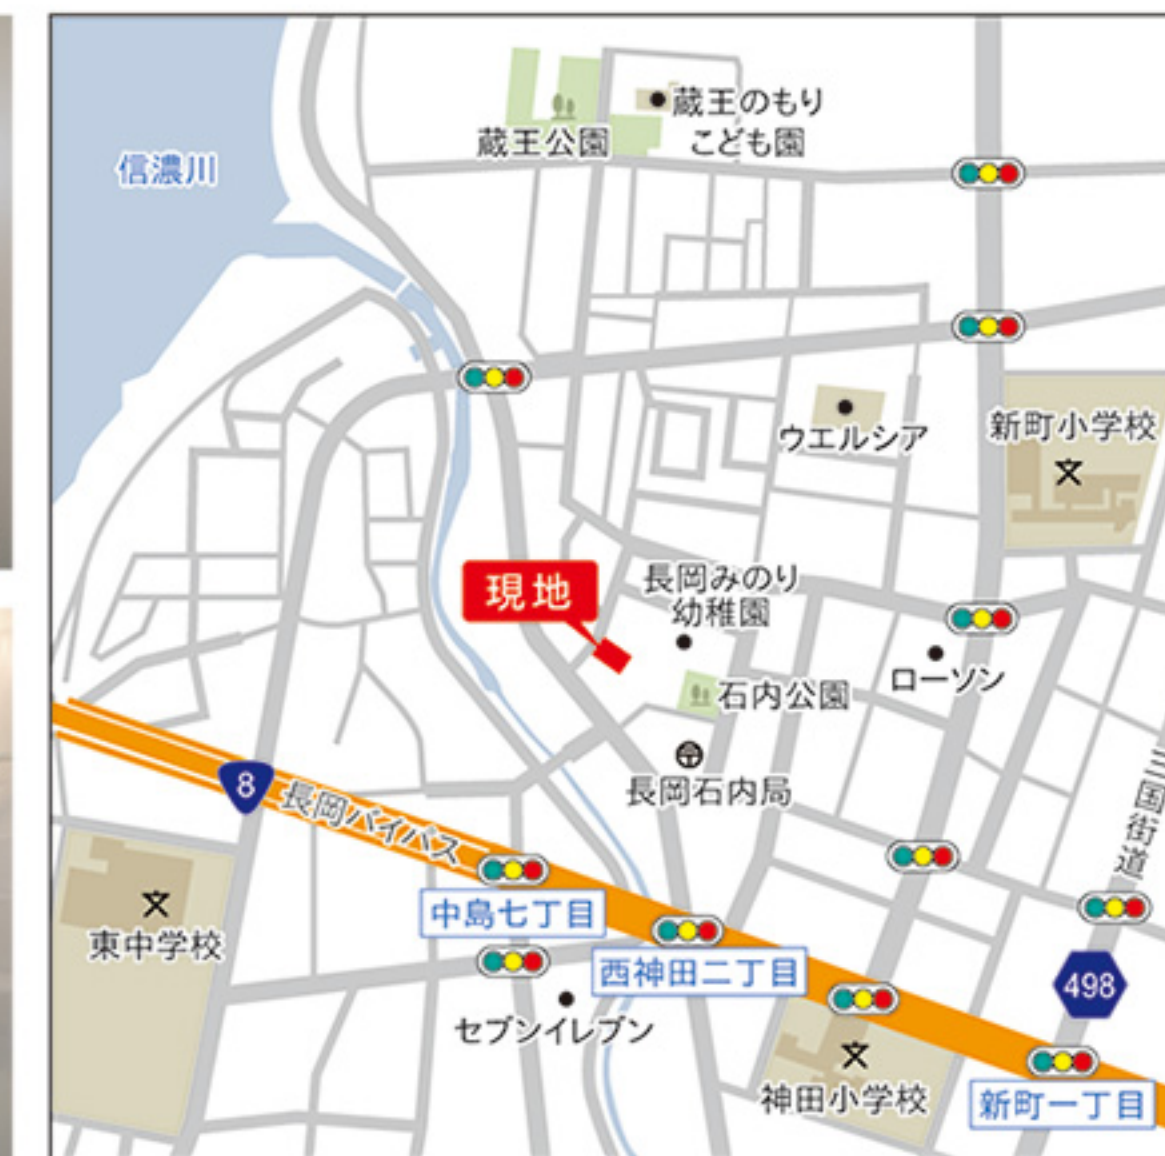 蔵王のもり
こども園
蔵王公園
信濃川
ウエルシア
新町小学校
現地
長岡みのり
幼稚園
ローソン
石内公園
長岡石内局
8
長岡バイパス
三国街道
中島七丁目
東中学校
西神田二丁目
498
セブンイレブン
神田小学校
新町一丁目